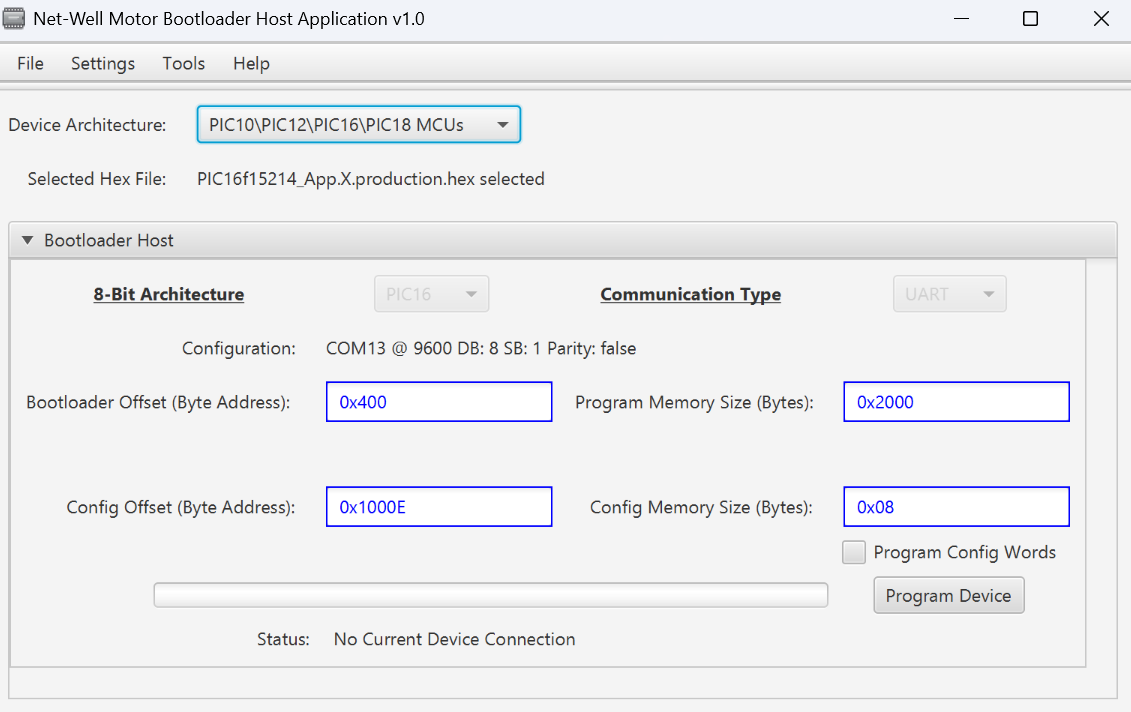 Net-Well Motor Bootloader Host Application v1.0
File Settings Tools Help
Device Architecture: PIC10\PIC12\PIC16\PIC18 MCUs
Selected Hex File: PIC16f15214_App.X.production.hex selected
Bootloader Host
8-Bit Architecture PIC16 Communication Type UART
Configuration: COM13 @ 9600 DB: 8 SB: 1 Parity: false
Bootloader Offset (Byte Address): 0x400 Program Memory Size (Bytes): 0x2000
Config Offset (Byte Address): 0x1000E Config Memory Size (Bytes): 0x08
Program Config Words
Program Device
Status: No Current Device Connection